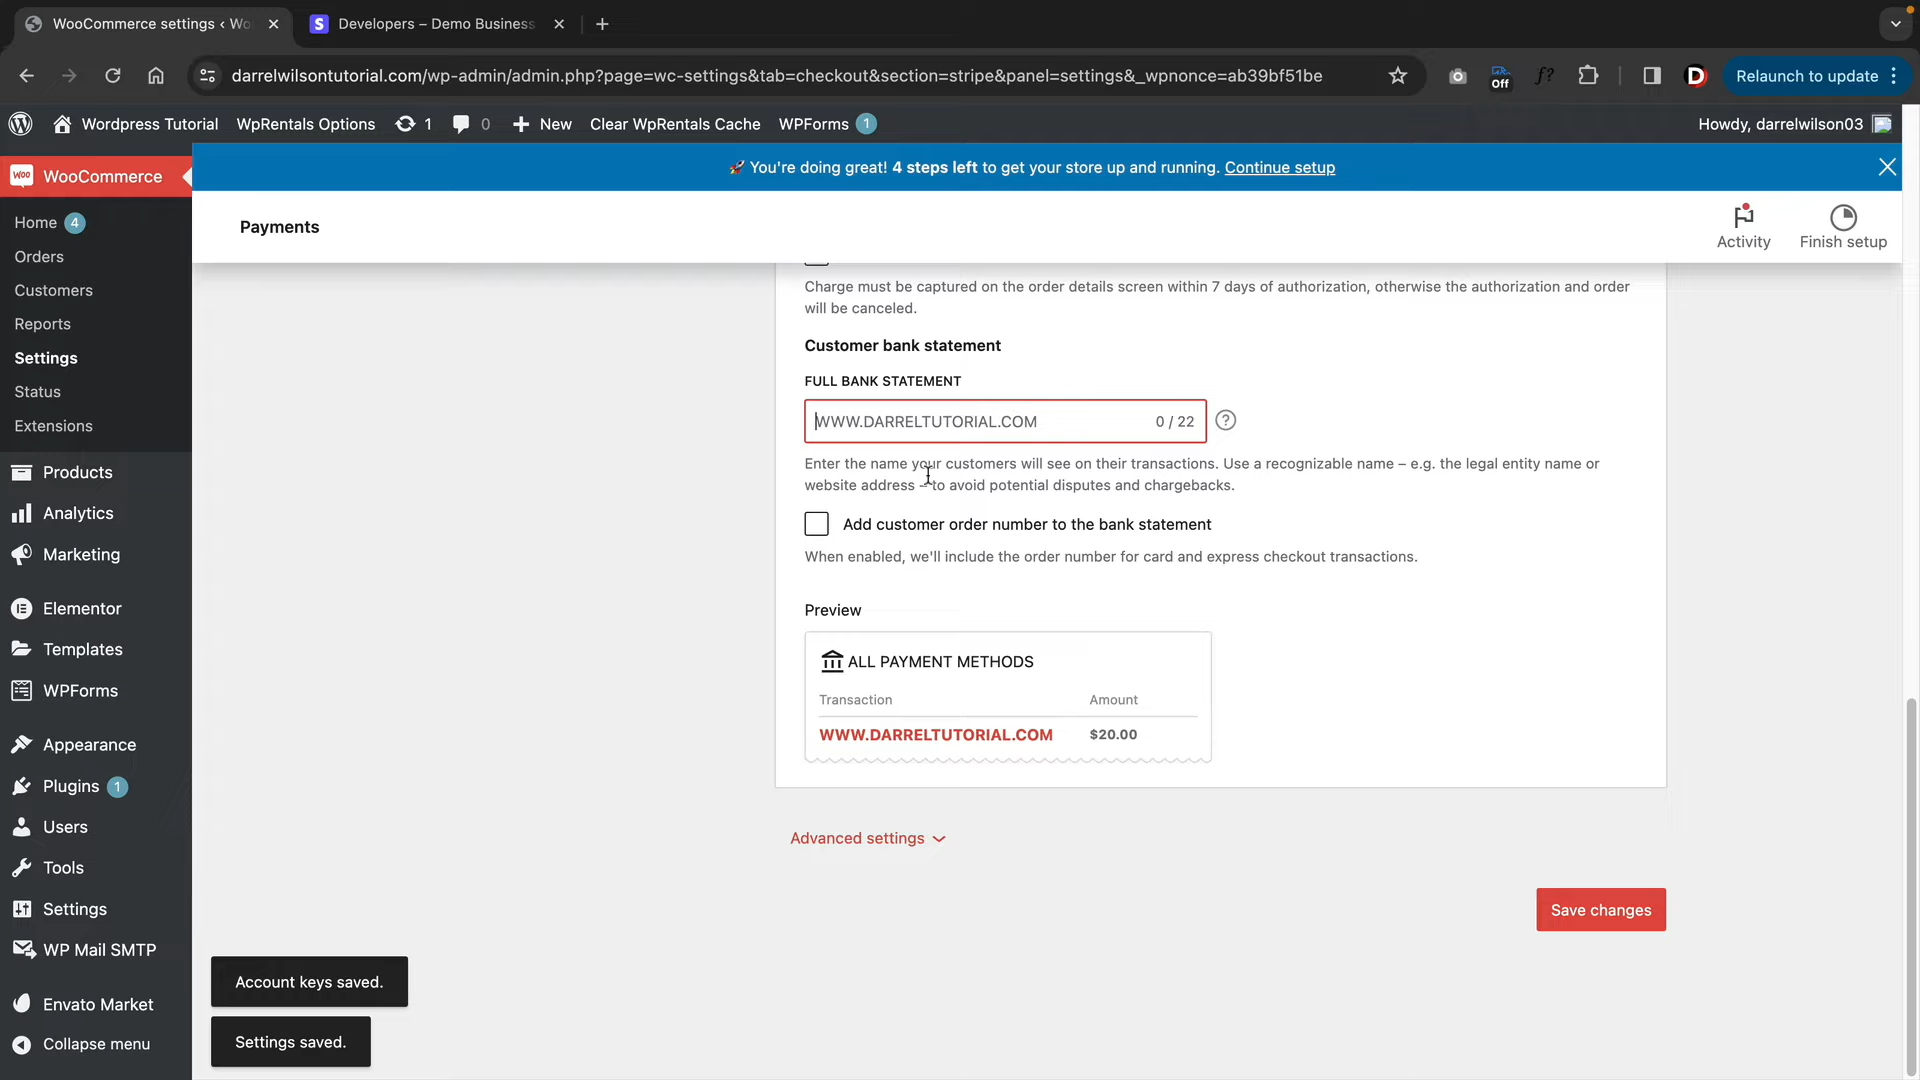 WooCommerce settings ‹ Wo
Developers – Demo Business
darrelwilsontutorial.com/wp-admin/admin.php?page=wc-settings&tab=checkout&section=stripe&panel=settings&_wpnonce=ab39bf51be
Off
f?
D
Relaunch to update
Wordpress Tutorial
WpRentals Options
1
0
New
Clear WpRentals Cache
WPForms 1
Howdy, darrelwilson03
WooCommerce
🚀 You're doing great! 4 steps left to get your store up and running. Continue setup
Home 4
Orders
Customers
Reports
Settings
Status
Extensions
Products
Analytics
Marketing
Elementor
Templates
WPForms
Appearance
Plugins 1
Users
Tools
Settings
WP Mail SMTP
Envato Market
Collapse menu
Payments
Activity
Finish setup
Charge must be captured on the order details screen within 7 days of authorization, otherwise the authorization and order
will be canceled.
Customer bank statement
FULL BANK STATEMENT
WWW.DARRELTUTORIAL.COM 0 / 22
Enter the name your customers will see on their transactions. Use a recognizable name – e.g. the legal entity name or
website address – to avoid potential disputes and chargebacks.
Add customer order number to the bank statement
When enabled, we'll include the order number for card and express checkout transactions.
Preview
ALL PAYMENT METHODS
Transaction Amount
WWW.DARRELTUTORIAL.COM $20.00
Advanced settings
Save changes
Account keys saved.
Settings saved.